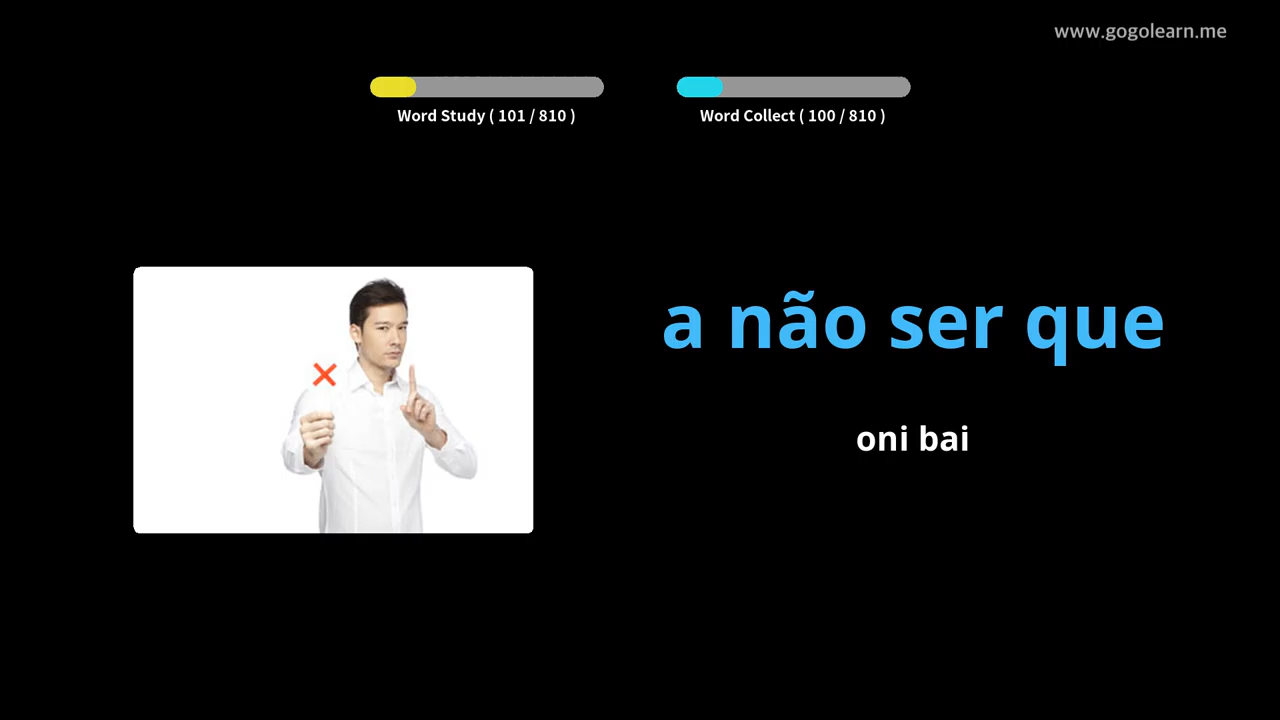 www.gogolearn.me
Word Study ( 101 / 810 )
Word Collect ( 100 / 810 )
a não ser que
oni bai